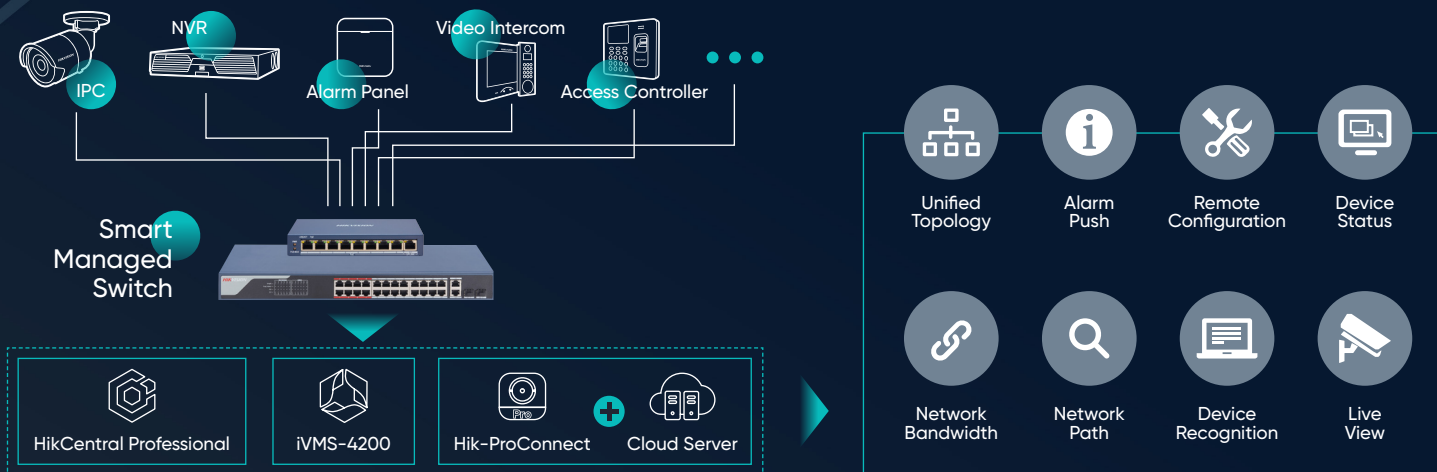 NVR
Video Intercom
IPC
Alarm Panel
Access Controller
Smart
Managed
Switch
HikCentral Professional
iVMS-4200
Pro
Hik-ProConnect
Cloud Server
Unified
Topology
Alarm
Push
Remote
Configuration
Device
Status
Network
Bandwidth
Network
Path
Device
Recognition
Live
View